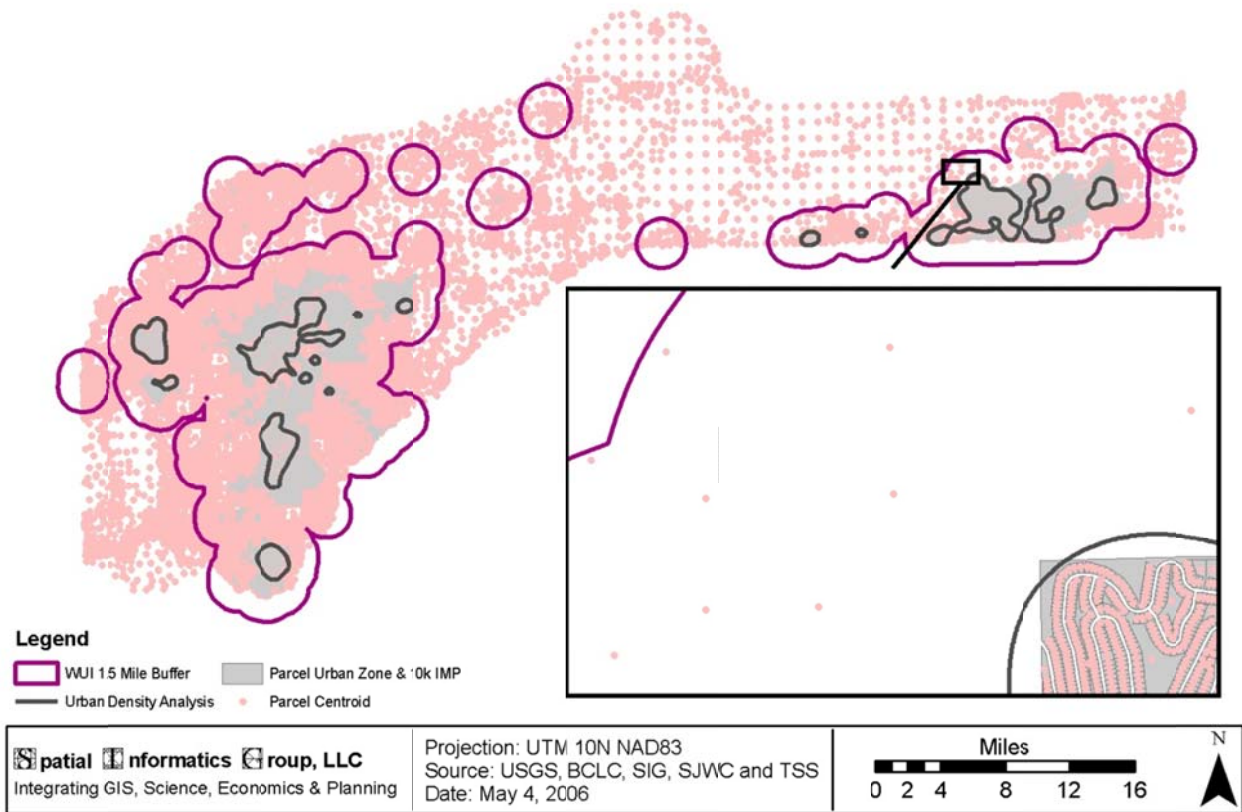 Legend
WUI 1.5 Mile Buffer
Parcel Urban Zone & 10k IMP
Urban Density Analysis
Parcel Centroid
Spatial Informatics Group, LLC
Integrating GIS, Science, Economics & Planning
Projection: UTM 10N NAD83
Source: USGS, BCLC, SIG, SJWC and TSS
Date: May 4, 2006
Miles
0 2 4 8 12 16
N